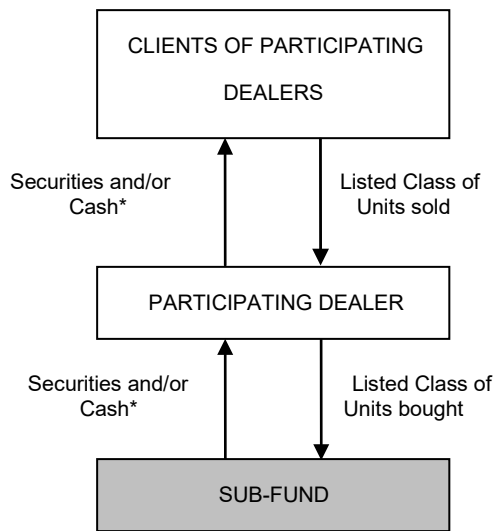 CLIENTS OF PARTICIPATING
DEALERS
Securities and/or
Cash*
Listed Class of
Units sold
PARTICIPATING DEALER
Securities and/or
Cash*
Listed Class of
Units bought
SUB-FUND